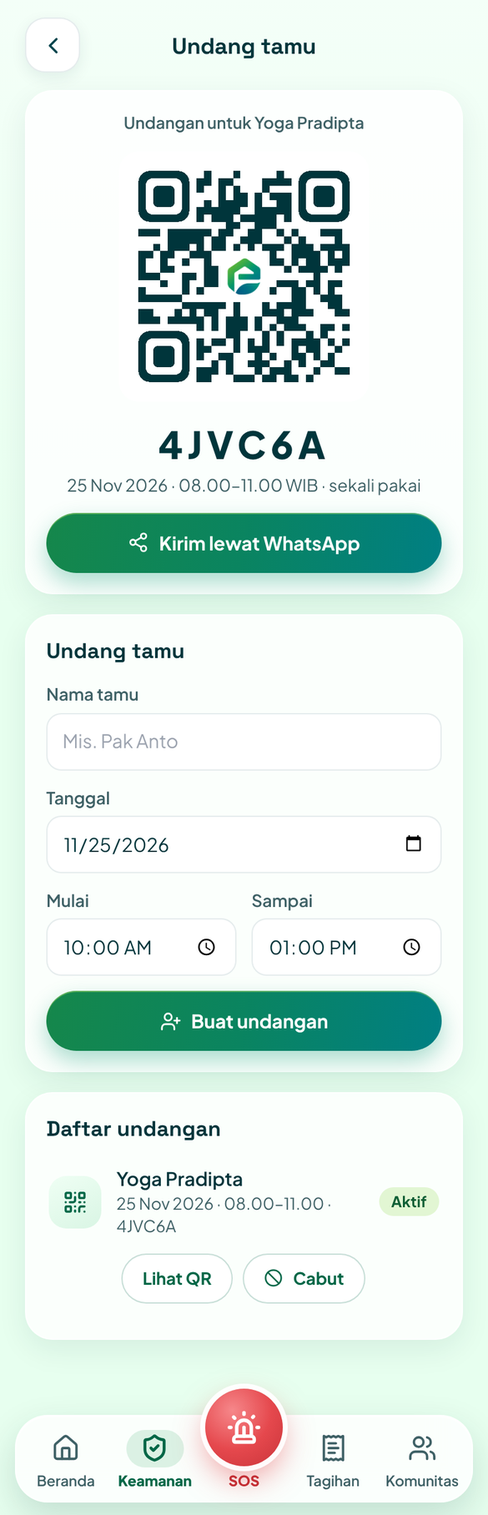 Undang tamu
Undangan untuk Yoga Pradipta
4JVC6A
25 Nov 2026 · 08.00–11.00 WIB · sekali pakai
Kirim lewat WhatsApp
Undang tamu
Nama tamu
Mis. Pak Anto
Tanggal
11/25/2026
Mulai
Sampai
10:00 AM
01:00 PM
Buat undangan
Daftar undangan
Yoga Pradipta
25 Nov 2026 · 08.00–11.00 ·
4JVC6A
Aktif
Lihat QR
Cabut
Beranda
Keamanan
SOS
Tagihan
Komunitas